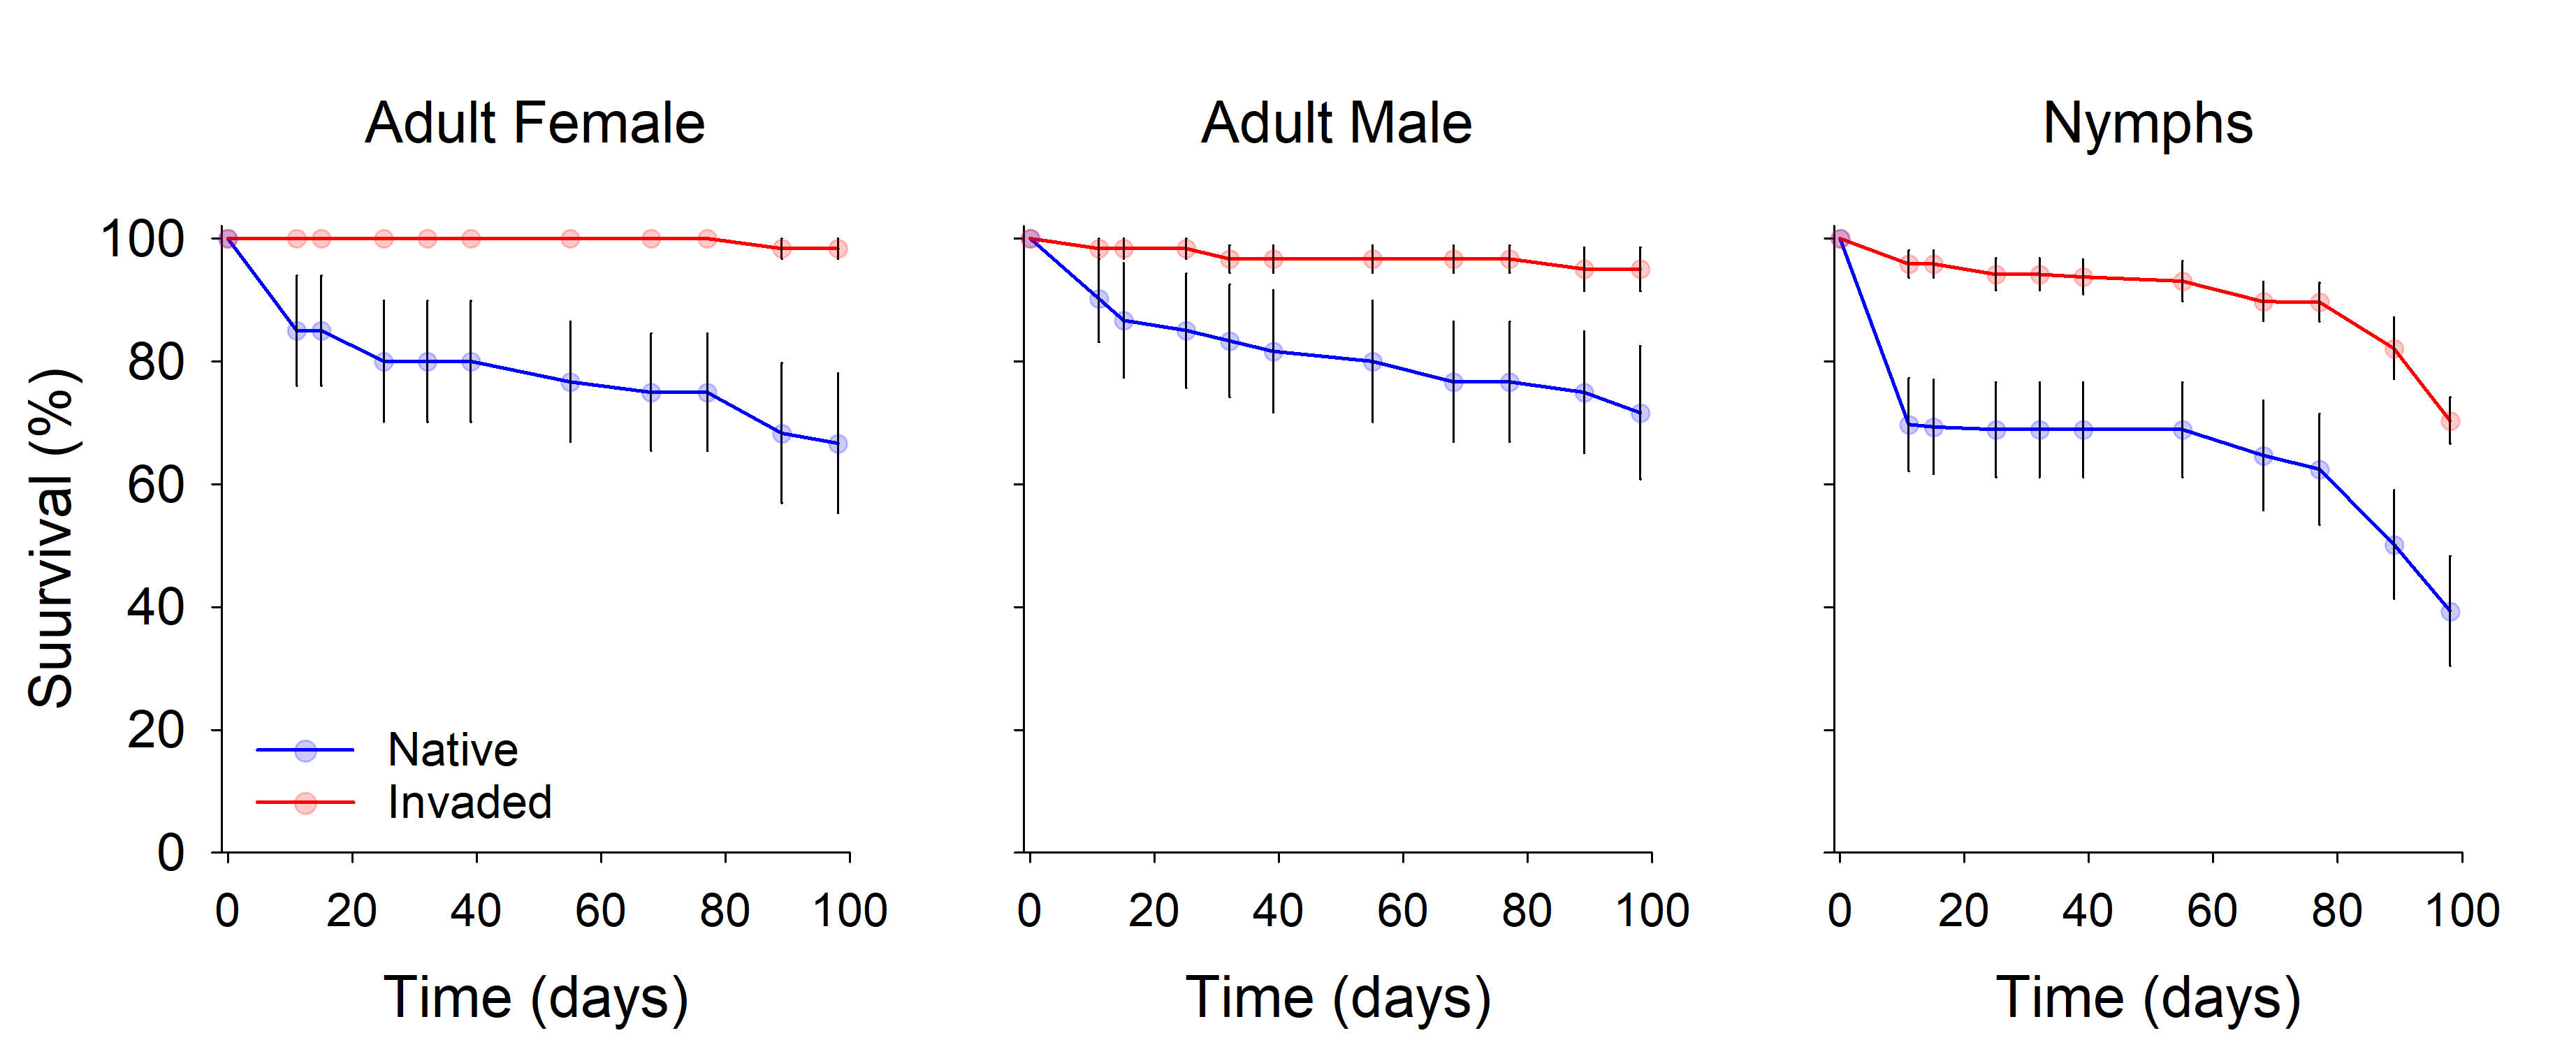 Adult Female
Adult Male
Nymphs
Suurvival (%)
100
80
60
40
20
0
Native
Invaded
0 20 40 60 80 100
0 20 40 60 80 100
0 20 40 60 80 100
Time (days)
Time (days)
Time (days)